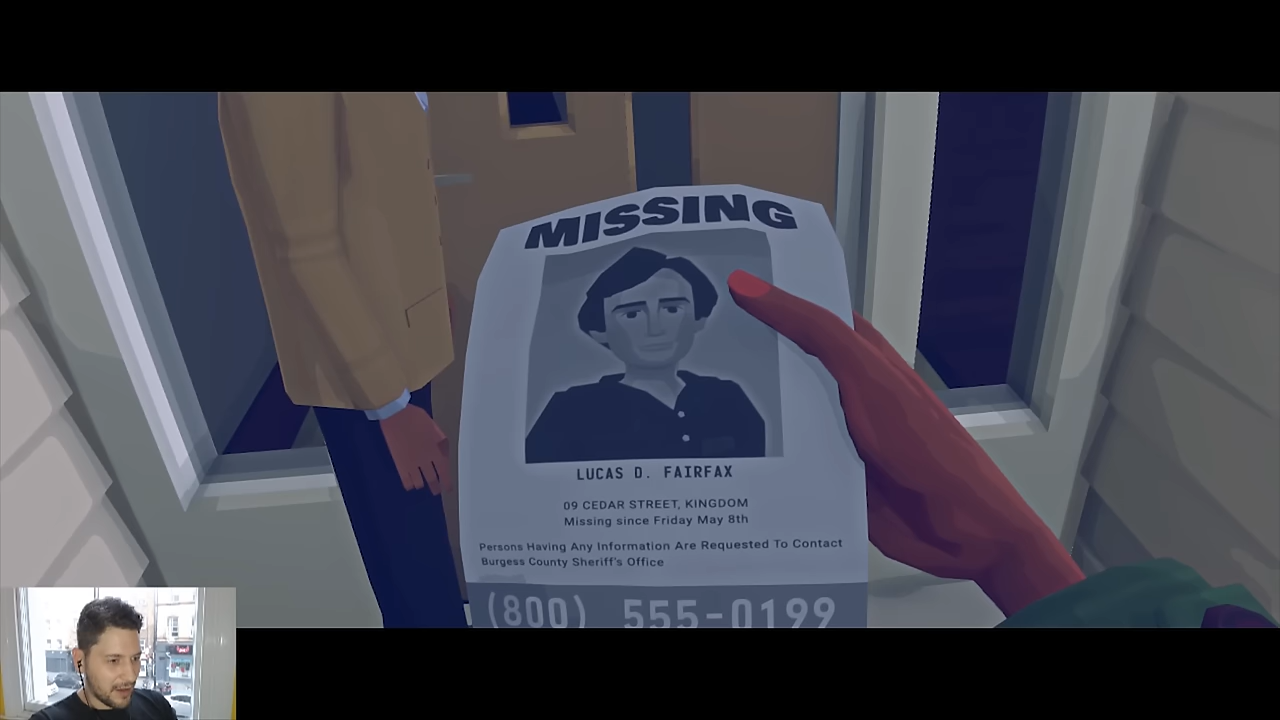 MISSING
LUCAS D. FAIRFAX
09 CEDAR STREET, KINGDOM
Missing since Friday May 8th
Persons Having Any Information Are Requested To Contact
Burgess County Sheriff's Office
(800) 555-0199